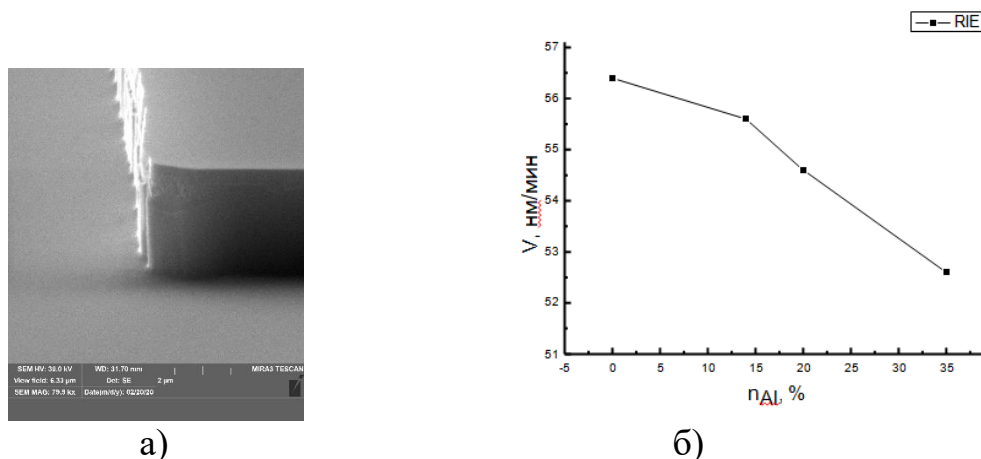 RIE
57
56
55
54
53
52
51
V, нм/мин
-5 0 5 10 15 20 25 30 35
nAl, %
SEM HV: 30.0 kV WD: 31.70 mm MIRA3 TESCAN
View field: 6.33 µm Det: SE 2 µm
SEM MAG: 79.9 kx Date(m/d/y): 02/20/20
а) б)